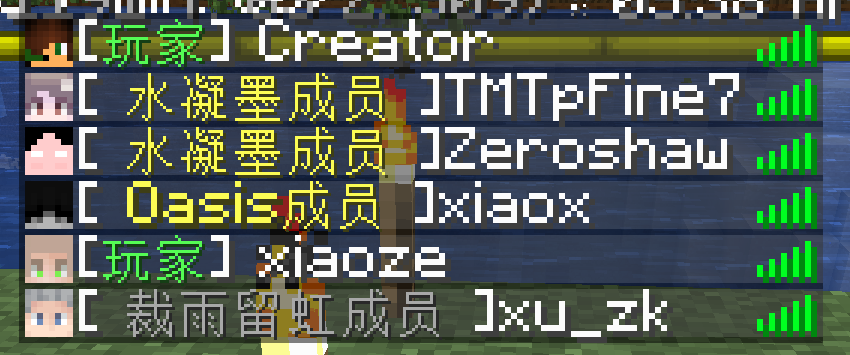 [玩家] Creator
[ 水凝墨成员 ]TMTpFine7
[ 水凝墨成员 ]Zeroshaw
[ Oasis成员 ]xiaox
[玩家] xiaoze
[ 裁雨留虹成员 ]xu_zk